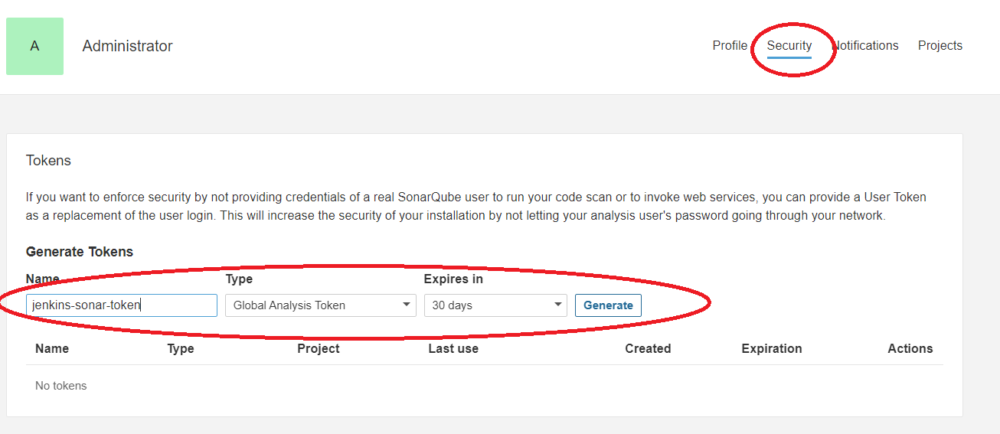 A
Administrator
Profile Security Notifications Projects
Tokens
If you want to enforce security by not providing credentials of a real SonarQube user to run your code scan or to invoke web services, you can provide a User Token
as a replacement of the user login. This will increase the security of your installation by not letting your analysis user's password going through your network.
Generate Tokens
Name Type Expires in
jenkins-sonar-token Global Analysis Token 30 days Generate
Name Type Project Last use Created Expiration Actions
No tokens